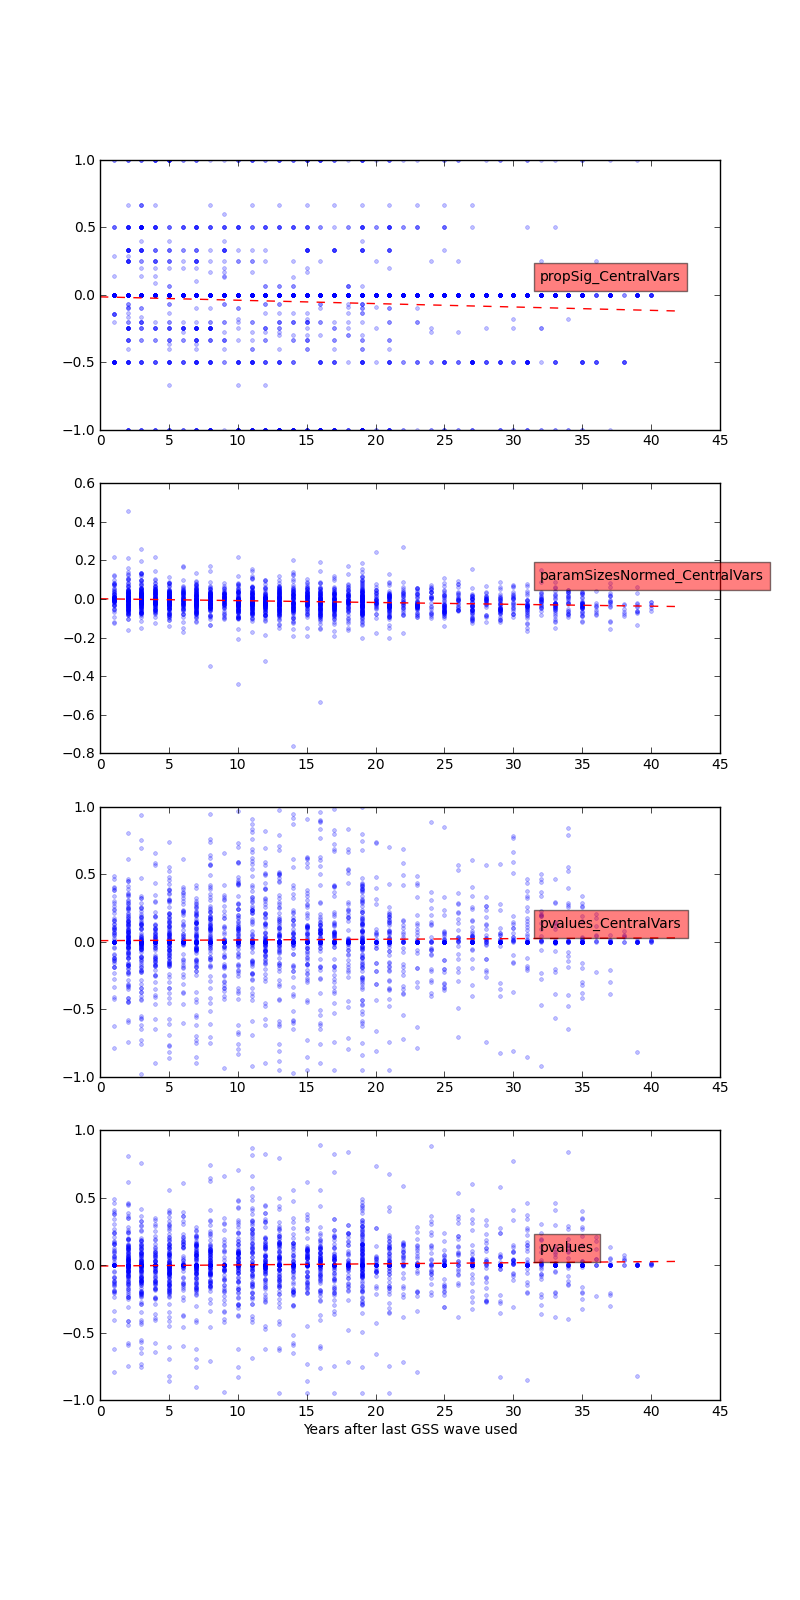 1.0
0.5
propSig_CentralVars
0.0
−0.5
−1.0
0 5 10 15 20 25 30 35 40 45
0.6
0.4
0.2
paramSizesNormed_CentralVars
0.0
−0.2
−0.4
−0.6
−0.8
0 5 10 15 20 25 30 35 40 45
1.0
0.5
pvalues_CentralVars
0.0
−0.5
−1.0
0 5 10 15 20 25 30 35 40 45
1.0
0.5
pvalues
0.0
−0.5
−1.0
0 5 10 15 20 25 30 35 40 45
Years after last GSS wave used